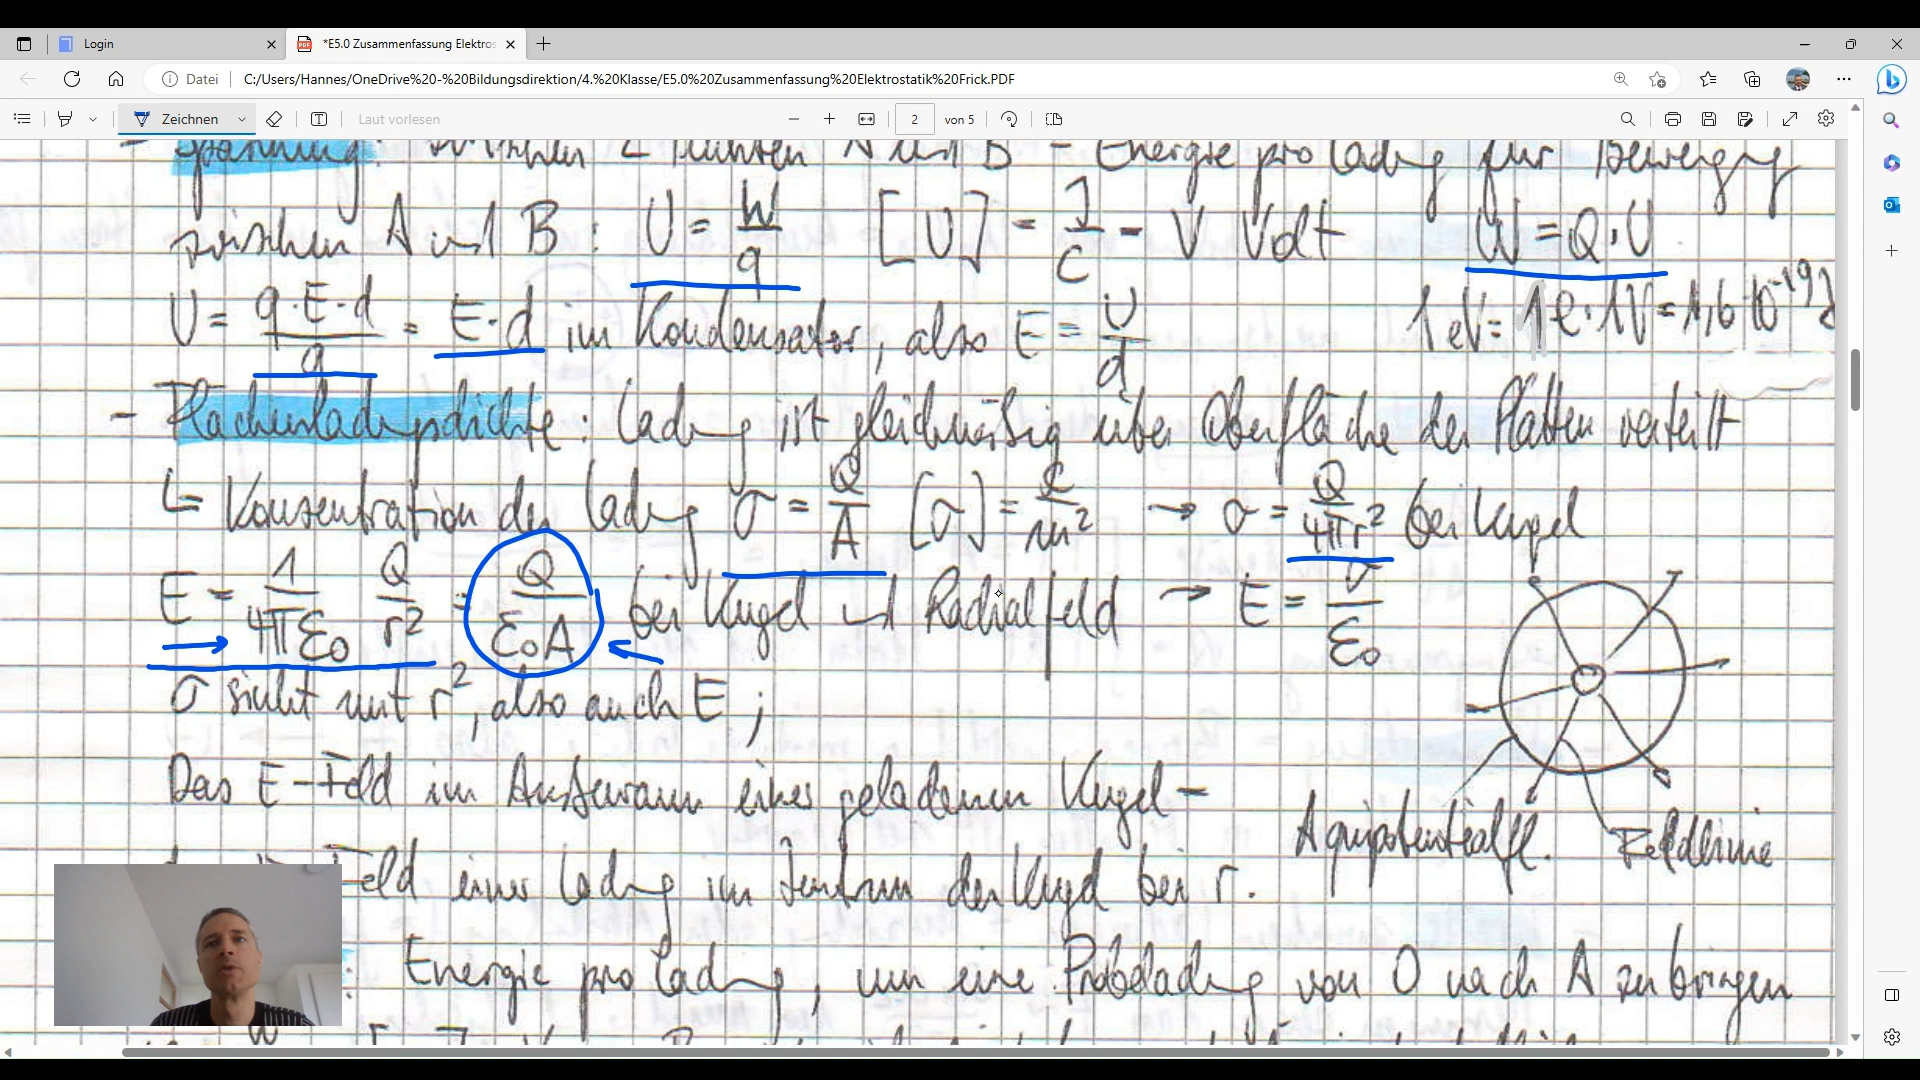 Login
*E5.0 Zusammenfassung Elektros
Datei
C:/Users/Hannes/OneDrive%20-%20Bildungsdirektion/4.%20Klasse/E5.0%20Zusammenfassung%20Elektrostatik%20Frick.PDF
Zeichnen
Laut vorlesen
2 von 5
- Spannung: zwischen 2 Punkten A und B = Energie pro Ladung für Bewegung
zwischen A und B: U = W/q [U] = J/C = V Volt W = Q·U
U = q·E·d/q = E·d im Kondensator, also E = U/d 1 eV = 1e·1V = 1,6·10^-19 J
- Flächenladungsdichte: Ladung ist gleichmäßig über Oberfläche der Platten verteilt
↳ Konzentration der Ladung σ = Q/A [σ] = C/m² → σ = Q/4πr² bei Kugel
E = 1/4πε₀ Q/r² = Q/ε₀A bei Kugel und Radialfeld → E = σ/ε₀
σ sinkt mit r², also auch E;
Das E-Feld im Außenraum einer geladenen Kugel =
Feld einer Ladung im Zentrum der Kugel bei r.
Äquipotentialfl. Feldlinie
: Energie pro Ladung, um eine Probeladung von O nach A zu bringen